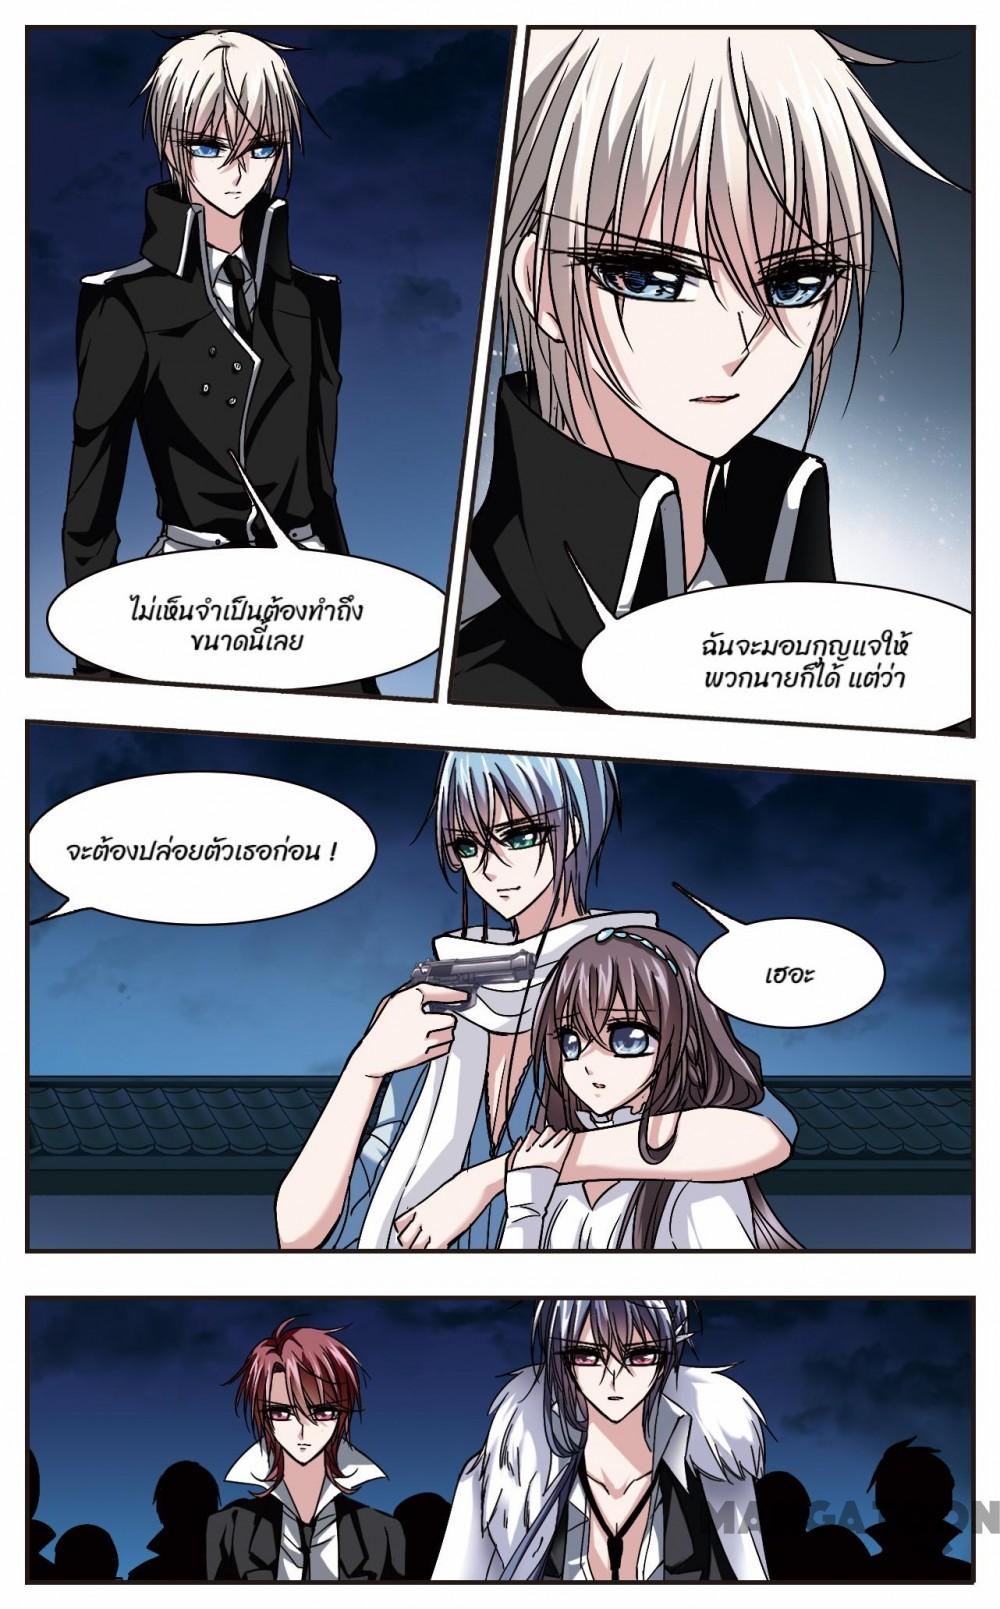 ไม่เห็นจำเป็นต้องทำถึง
ขนาดนี้เลย
ฉันจะมอบกุญแจให้
พวกนายก็ได้ แต่ว่า
จะต้องปล่อยตัวเธอก่อน !
เฮอะ
MANGATOON